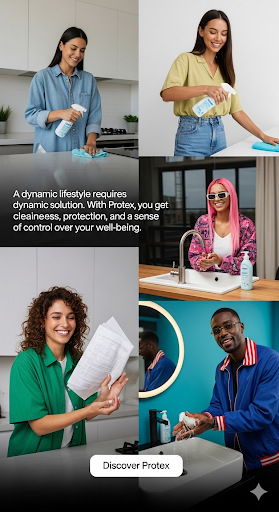 A dynamic lifestyle requires
dynamic solution. With Protex, you get
cleaineess, protection, and a sense
of control over your well-being.
Discover Protex